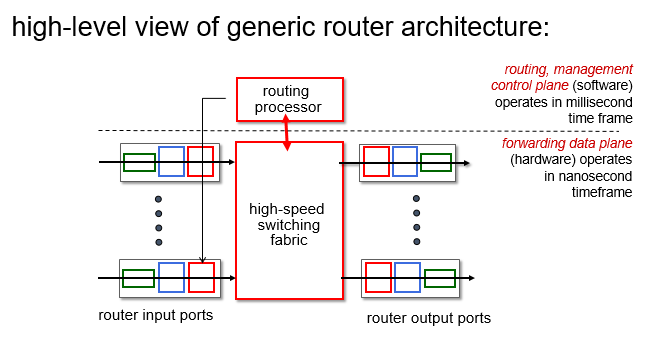 high-level view of generic router architecture:
routing, management
control plane (software)
operates in millisecond
time frame
routing
processor
forwarding data plane
(hardware) operates
in nanosecond
timeframe
high-speed
switching
fabric
router input ports
router output ports